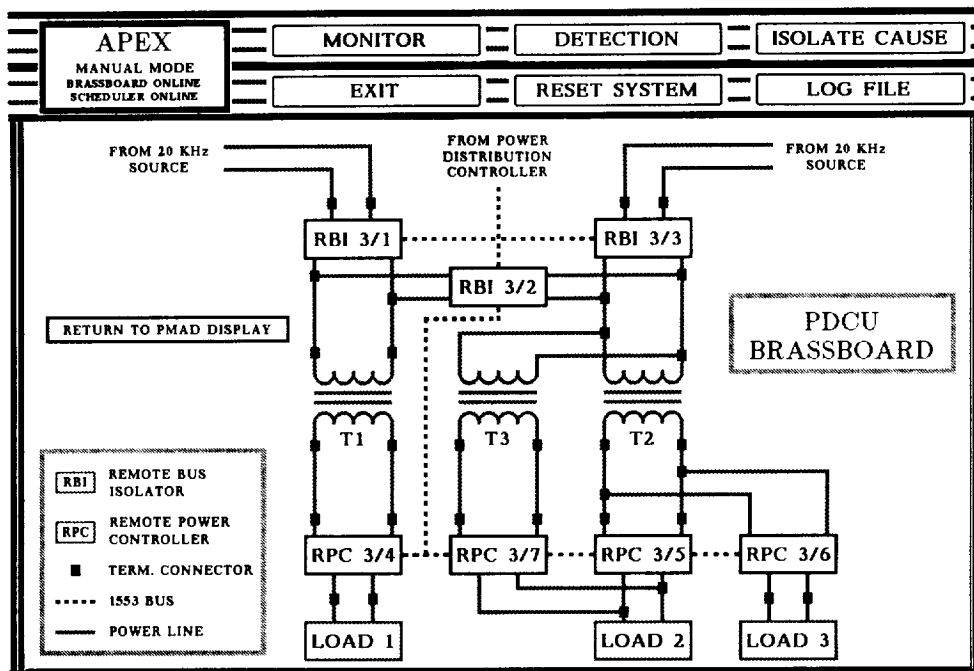 APEX
MANUAL MODE
BRASSBOARD ONLINE
SCHEDULER ONLINE
MONITOR
DETECTION
ISOLATE CAUSE
EXIT
RESET SYSTEM
LOG FILE
FROM 20 KHz
SOURCE
FROM POWER
DISTRIBUTION
CONTROLLER
FROM 20 KHz
SOURCE
RBI 3/1
RBI 3/3
RBI 3/2
RETURN TO PMAD DISPLAY
PDCU
BRASSBOARD
T1
T3
T2
RBI
REMOTE BUS
ISOLATOR
RPC
REMOTE POWER
CONTROLLER
TERM. CONNECTOR
1553 BUS
POWER LINE
RPC 3/4
RPC 3/7
RPC 3/5
RPC 3/6
LOAD 1
LOAD 2
LOAD 3